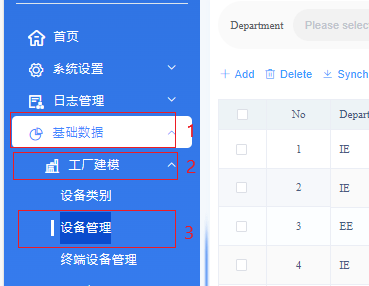 首页
系统设置
日志管理
基础数据
1
工厂建模
2
设备类别
设备管理
3
终端设备管理
Department
Please selec
Add
Delete
Synch
No
Depar
1
IE
2
IE
3
EE
4
IE